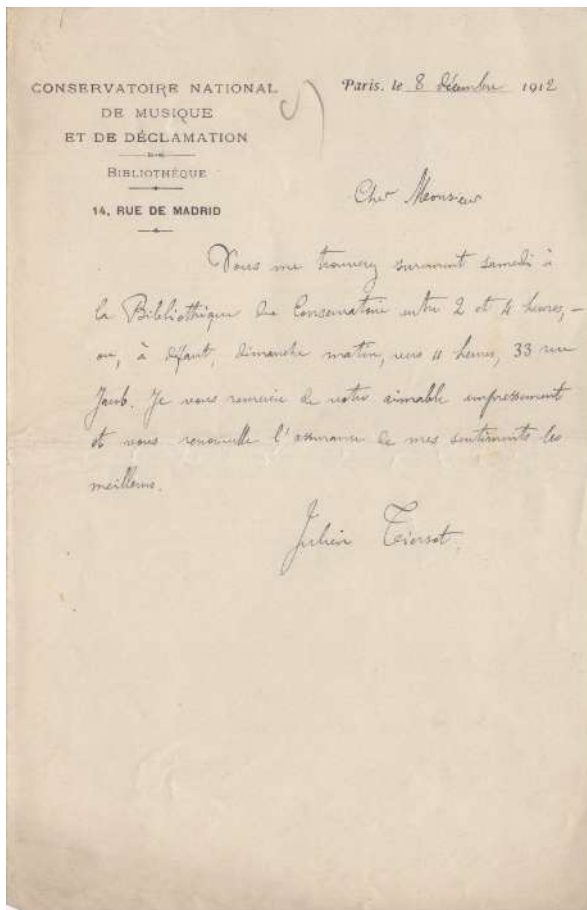 CONSERVATOIRE NATIONAL
DE MUSIQUE
ET DE DÉCLAMATION
BIBLIOTHÈQUE
14, RUE DE MADRID
Paris, le 8 décembre 1912
Cher Monsieur
Vous me trouverez surement samedi à
la Bibliothèque du Conservatoire entre 2 et 4 heures, –
ou, à défaut, dimanche matin, vers 11 heures, 33 rue
Jacob. Je vous remercie de votre aimable empressement
et vous renouvelle l'assurance de mes sentiments les
meilleurs.
Julien Tiersot.